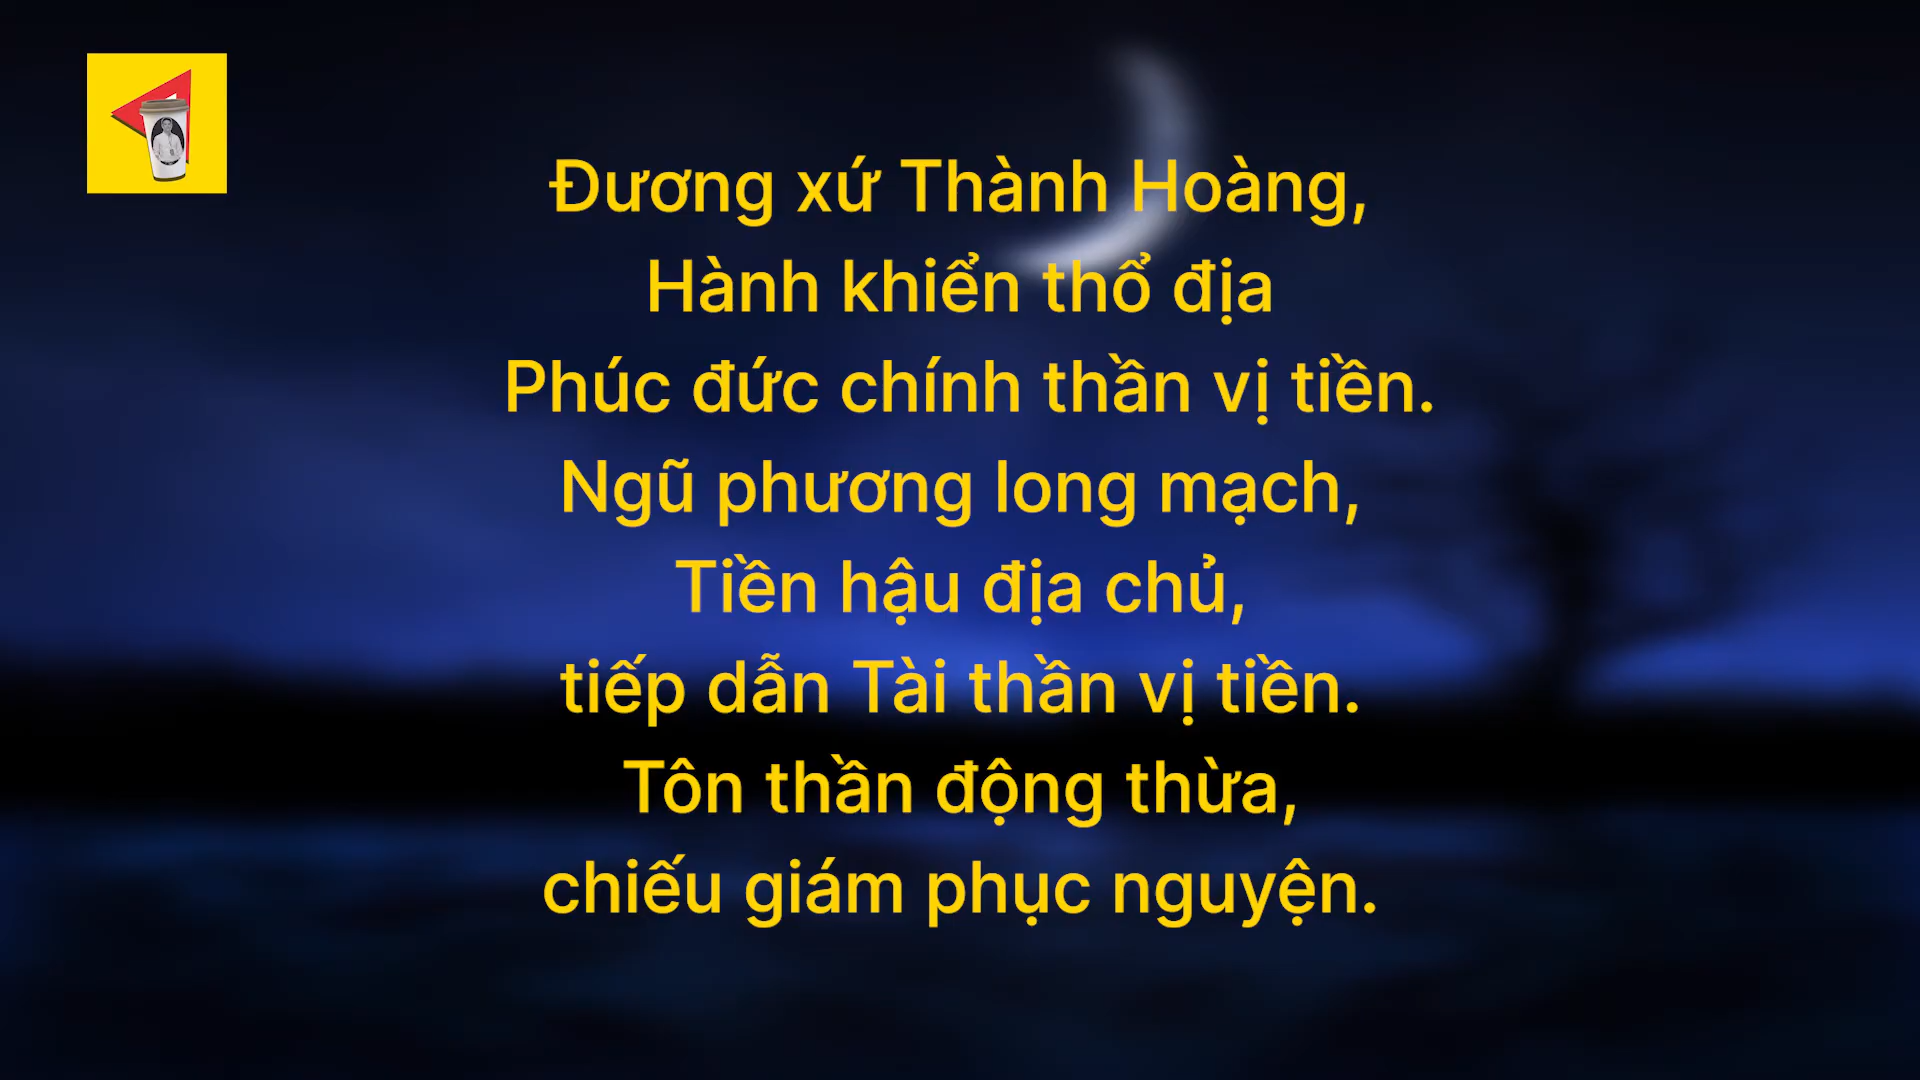 Đương xứ Thành Hoàng,
Hành khiển thổ địa
Phúc đức chính thần vị tiền.
Ngũ phương long mạch,
Tiền hậu địa chủ,
tiếp dẫn Tài thần vị tiền.
Tôn thần động thừa,
chiếu giám phục nguyện.